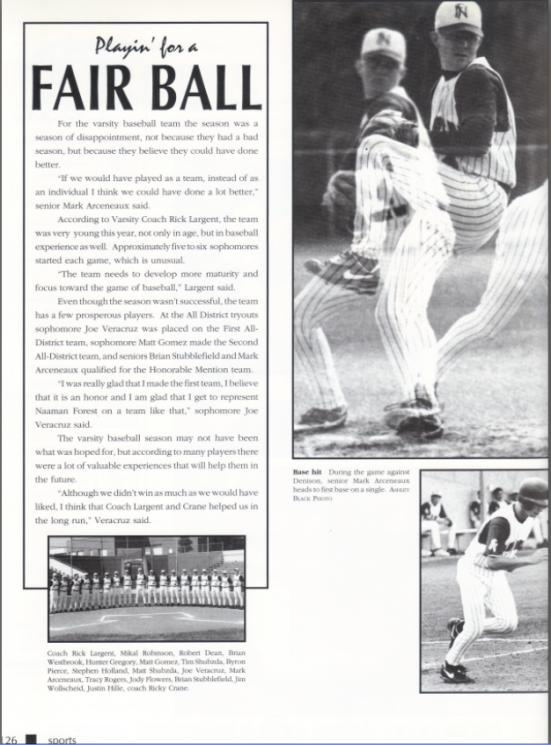 Playin' for a
FAIR BALL
For the varsity baseball team the season was a
season of disappointment, not because they had a bad
season, but because they believe they could have done
better.
"If we would have played as a team, instead of as
an individual I think we could have done a lot better,"
senior Mark Arceneaux said.
According to Varsity Coach Rick Largent, the team
was very young this year, not only in age, but in baseball
experience as well. Approximately five to six sophomores
started each game, which is unusual.
"The team needs to develop more maturity and
focus toward the game of baseball," Largent said.
Even though the season wasn't successful, the team
has a few prosperous players. At the All District tryouts
sophomore Joe Veracruz was placed on the First All-
District team, sophomore Matt Gomez made the Second
All-District team, and seniors Brian Stubblefield and Mark
Arceneaux qualified for the Honorable Mention team.
"I was really glad that I made the first team, I believe
that it is an honor and I am glad that I get to represent
Naaman Forest on a team like that," sophomore Joe
Veracruz said.
The varsity baseball season may not have been
what was hoped for, but according to many players there
were a lot of valuable experiences that will help them in
the future.
"Although we didn't win as much as we would have
liked, I think that Coach Largent and Crane helped us in
the long run," Veracruz said.
Base hit During the game against
Denison, senior Mark Arceneaux
heads to first base on a single. Ashley
Black Photo
Coach Rick Largent, Mikal Robinson, Robert Dean, Brian
Westbrook, Hunter Gregory, Matt Gomez, Tim Shubzda, Byron
Pierce, Stephen Holland, Matt Shubzda, Joe Veracruz, Mark
Arceneaux, Tracy Rogers, Jody Flowers, Brian Stubblefield, Jim
Wollscheid, Justin Hille, coach Ricky Crane.
126 sports